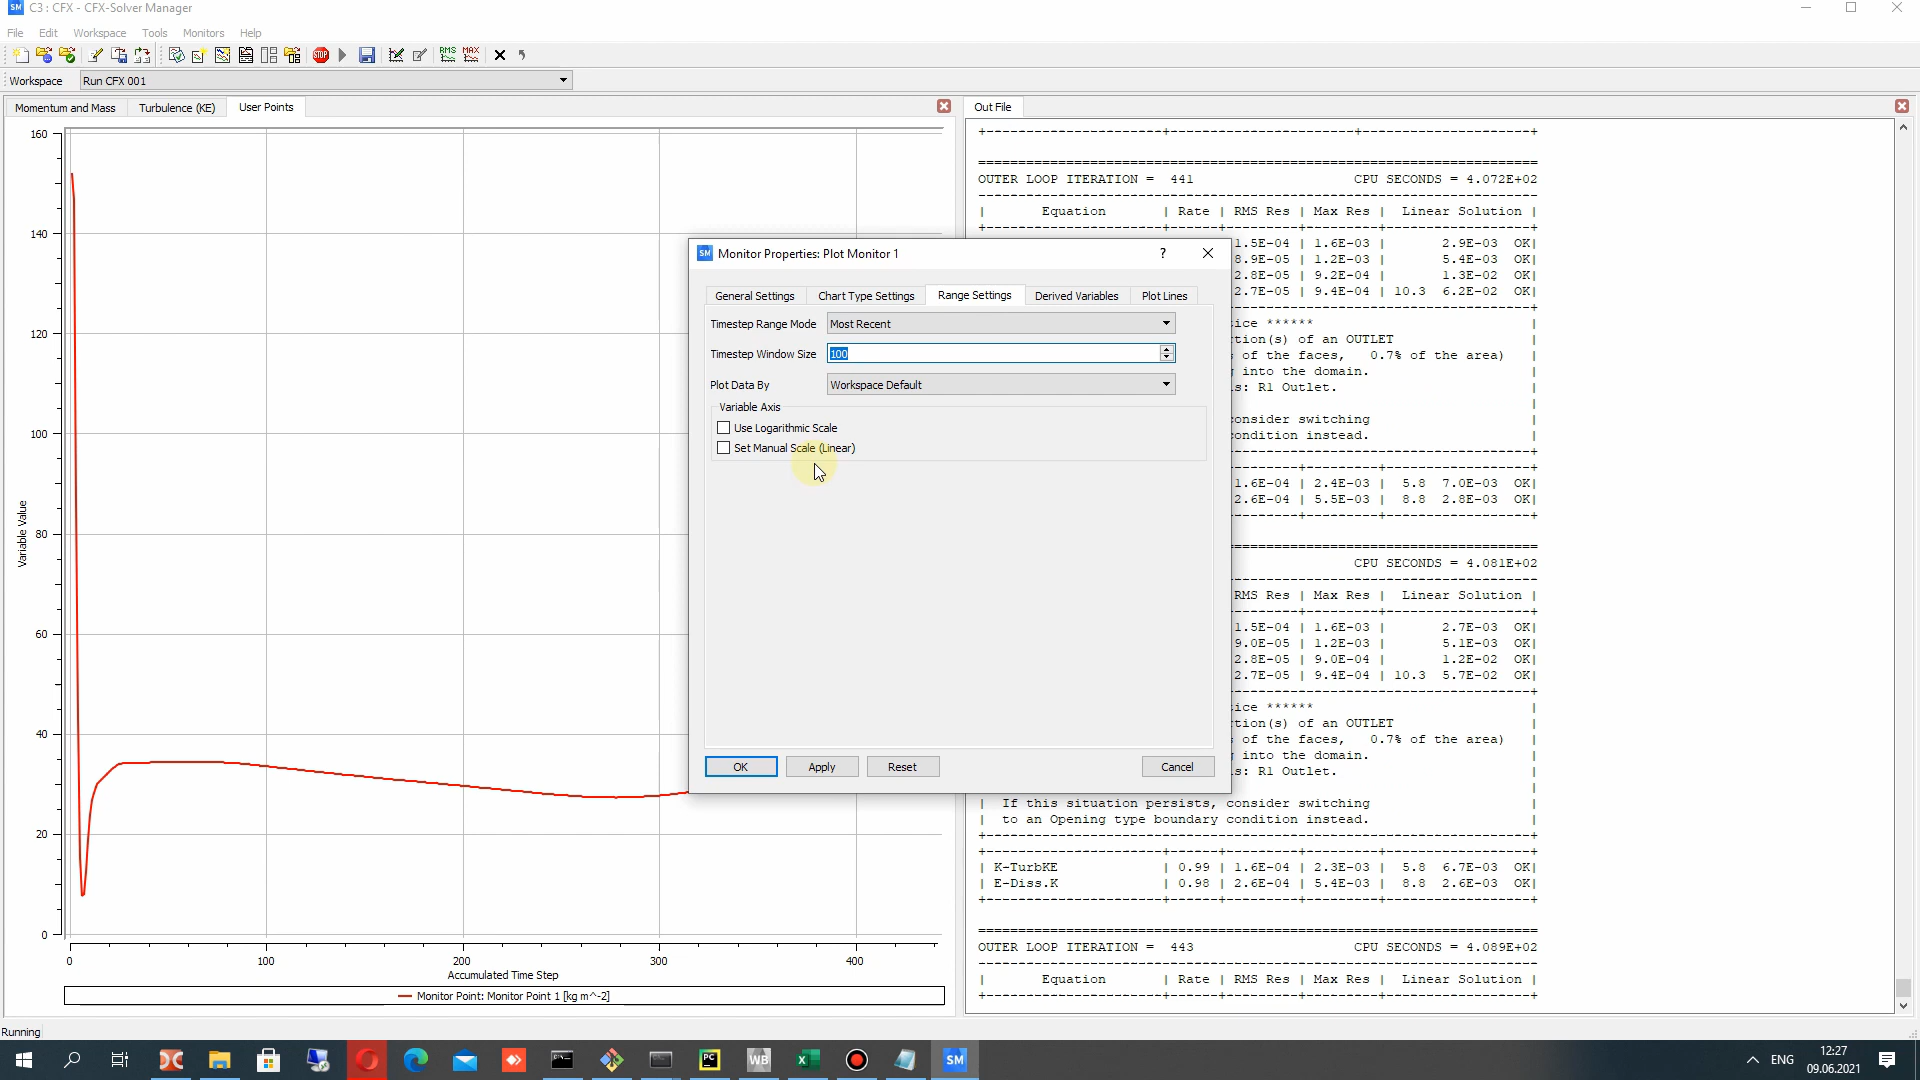 C3 : CFX - CFX-Solver Manager
File Edit Workspace Tools Monitors Help
STOP RMS MAX
Workspace Run CFX 001
Momentum and Mass Turbulence (KE) User Points
160
140
120
100
80
60
40
20
0
Variable Value
0 100 200 300 400
Accumulated Time Step
Monitor Point: Monitor Point 1 [kg m^-2]
SM Monitor Properties: Plot Monitor 1 ?
General Settings Chart Type Settings Range Settings Derived Variables Plot Lines
Timestep Range Mode Most Recent
Timestep Window Size 100
Plot Data By Workspace Default
Variable Axis
Use Logarithmic Scale
Set Manual Scale (Linear)
OK Apply Reset Cancel
Out File
OUTER LOOP ITERATION = 441 CPU SECONDS = 4.072E+02
| Equation | Rate | RMS Res | Max Res | Linear Solution |
1.5E-04 | 1.6E-03 | 2.9E-03 OK|
8.9E-05 | 1.2E-03 | 5.4E-03 OK|
2.8E-05 | 9.2E-04 | 1.3E-02 OK|
2.7E-05 | 9.4E-04 | 10.3 6.2E-02 OK|
ice ****** |
tion(s) of an OUTLET |
of the faces, 0.7% of the area) |
into the domain. |
s: R1 Outlet. |
onsider switching |
ondition instead. |
1.6E-04 | 2.4E-03 | 5.8 7.0E-03 OK|
2.6E-04 | 5.5E-03 | 8.8 2.8E-03 OK|
CPU SECONDS = 4.081E+02
RMS Res | Max Res | Linear Solution |
1.5E-04 | 1.6E-03 | 2.7E-03 OK|
9.0E-05 | 1.2E-03 | 5.1E-03 OK|
2.8E-05 | 9.0E-04 | 1.2E-02 OK|
2.7E-05 | 9.4E-04 | 10.3 5.7E-02 OK|
ice ****** |
tion(s) of an OUTLET |
of the faces, 0.7% of the area) |
into the domain. |
s: R1 Outlet. |
| If this situation persists, consider switching |
| to an Opening type boundary condition instead. |
| K-TurbKE | 0.99 | 1.6E-04 | 2.3E-03 | 5.8 6.7E-03 OK|
| E-Diss.K | 0.98 | 2.6E-04 | 5.4E-03 | 8.8 2.6E-03 OK|
OUTER LOOP ITERATION = 443 CPU SECONDS = 4.089E+02
| Equation | Rate | RMS Res | Max Res | Linear Solution |
Running
PC WB SM ENG 12:27
09.06.2021